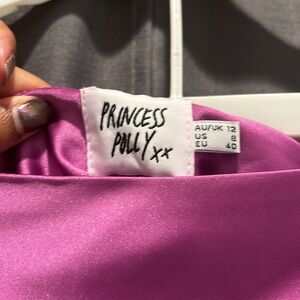 PRINCESS
POLLY xx
AU/UK 12
US 8
EU 40